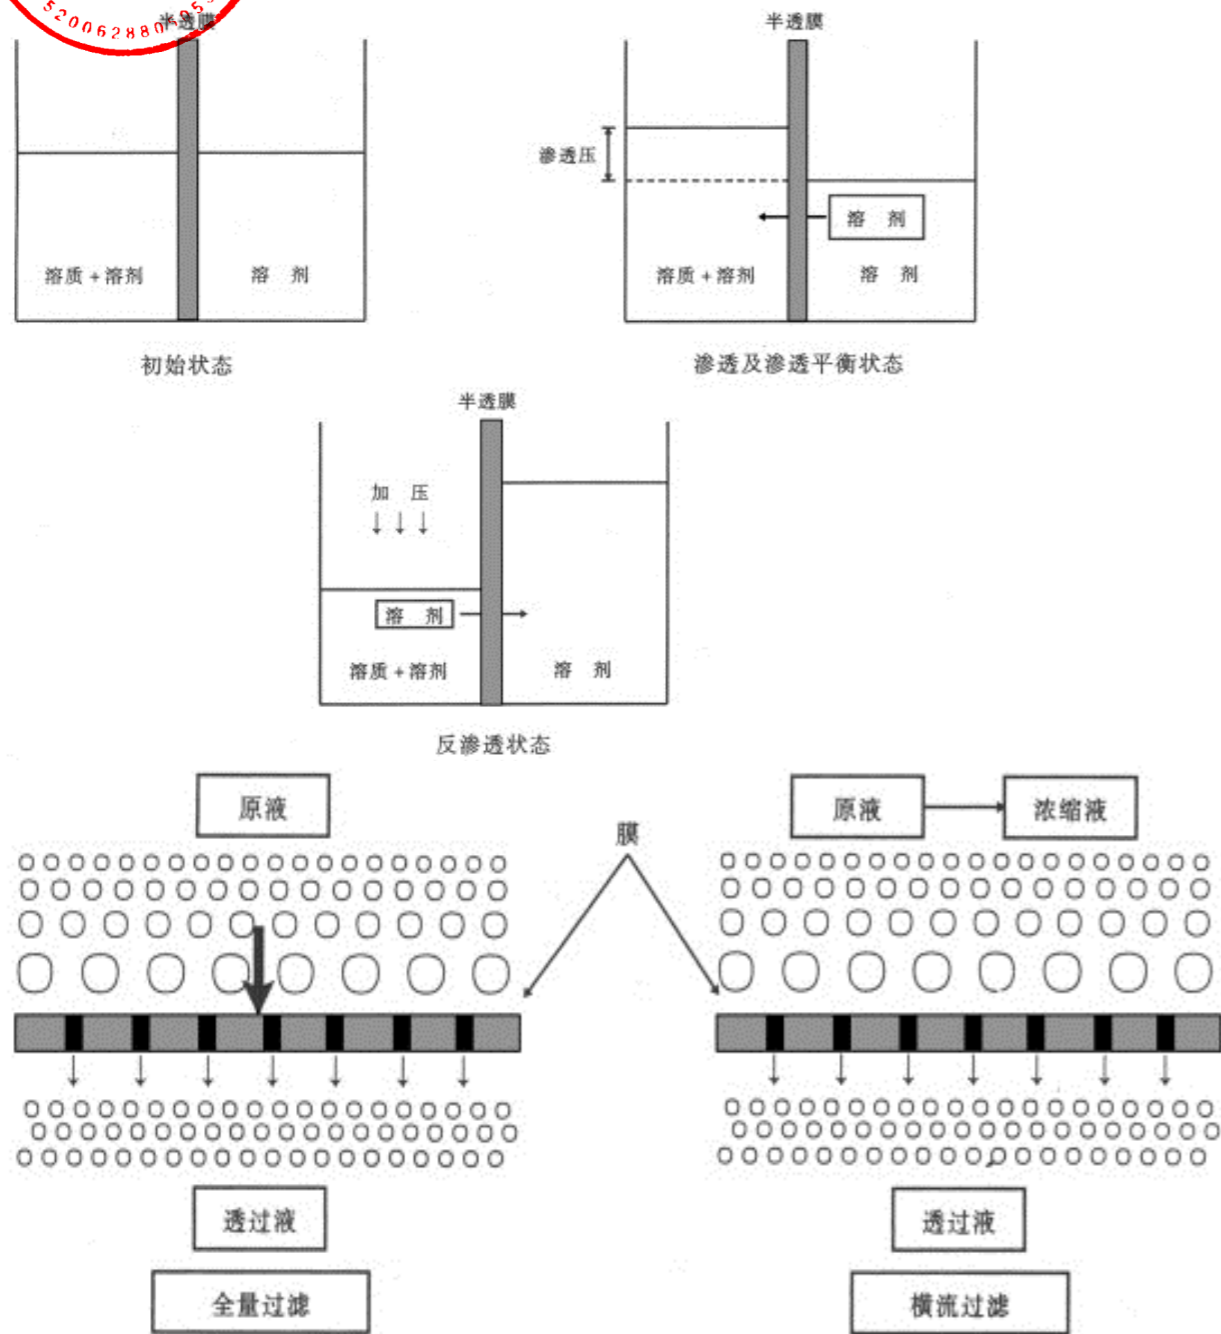 半透膜
半透膜
渗透压
溶 剂
溶质+溶剂
溶 剂
溶质+溶剂
溶 剂
初始状态
渗透及渗透平衡状态
半透膜
加 压
溶 剂
溶质+溶剂
溶 剂
反渗透状态
原液
膜
原液
浓缩液
透过液
透过液
全量过滤
横流过滤